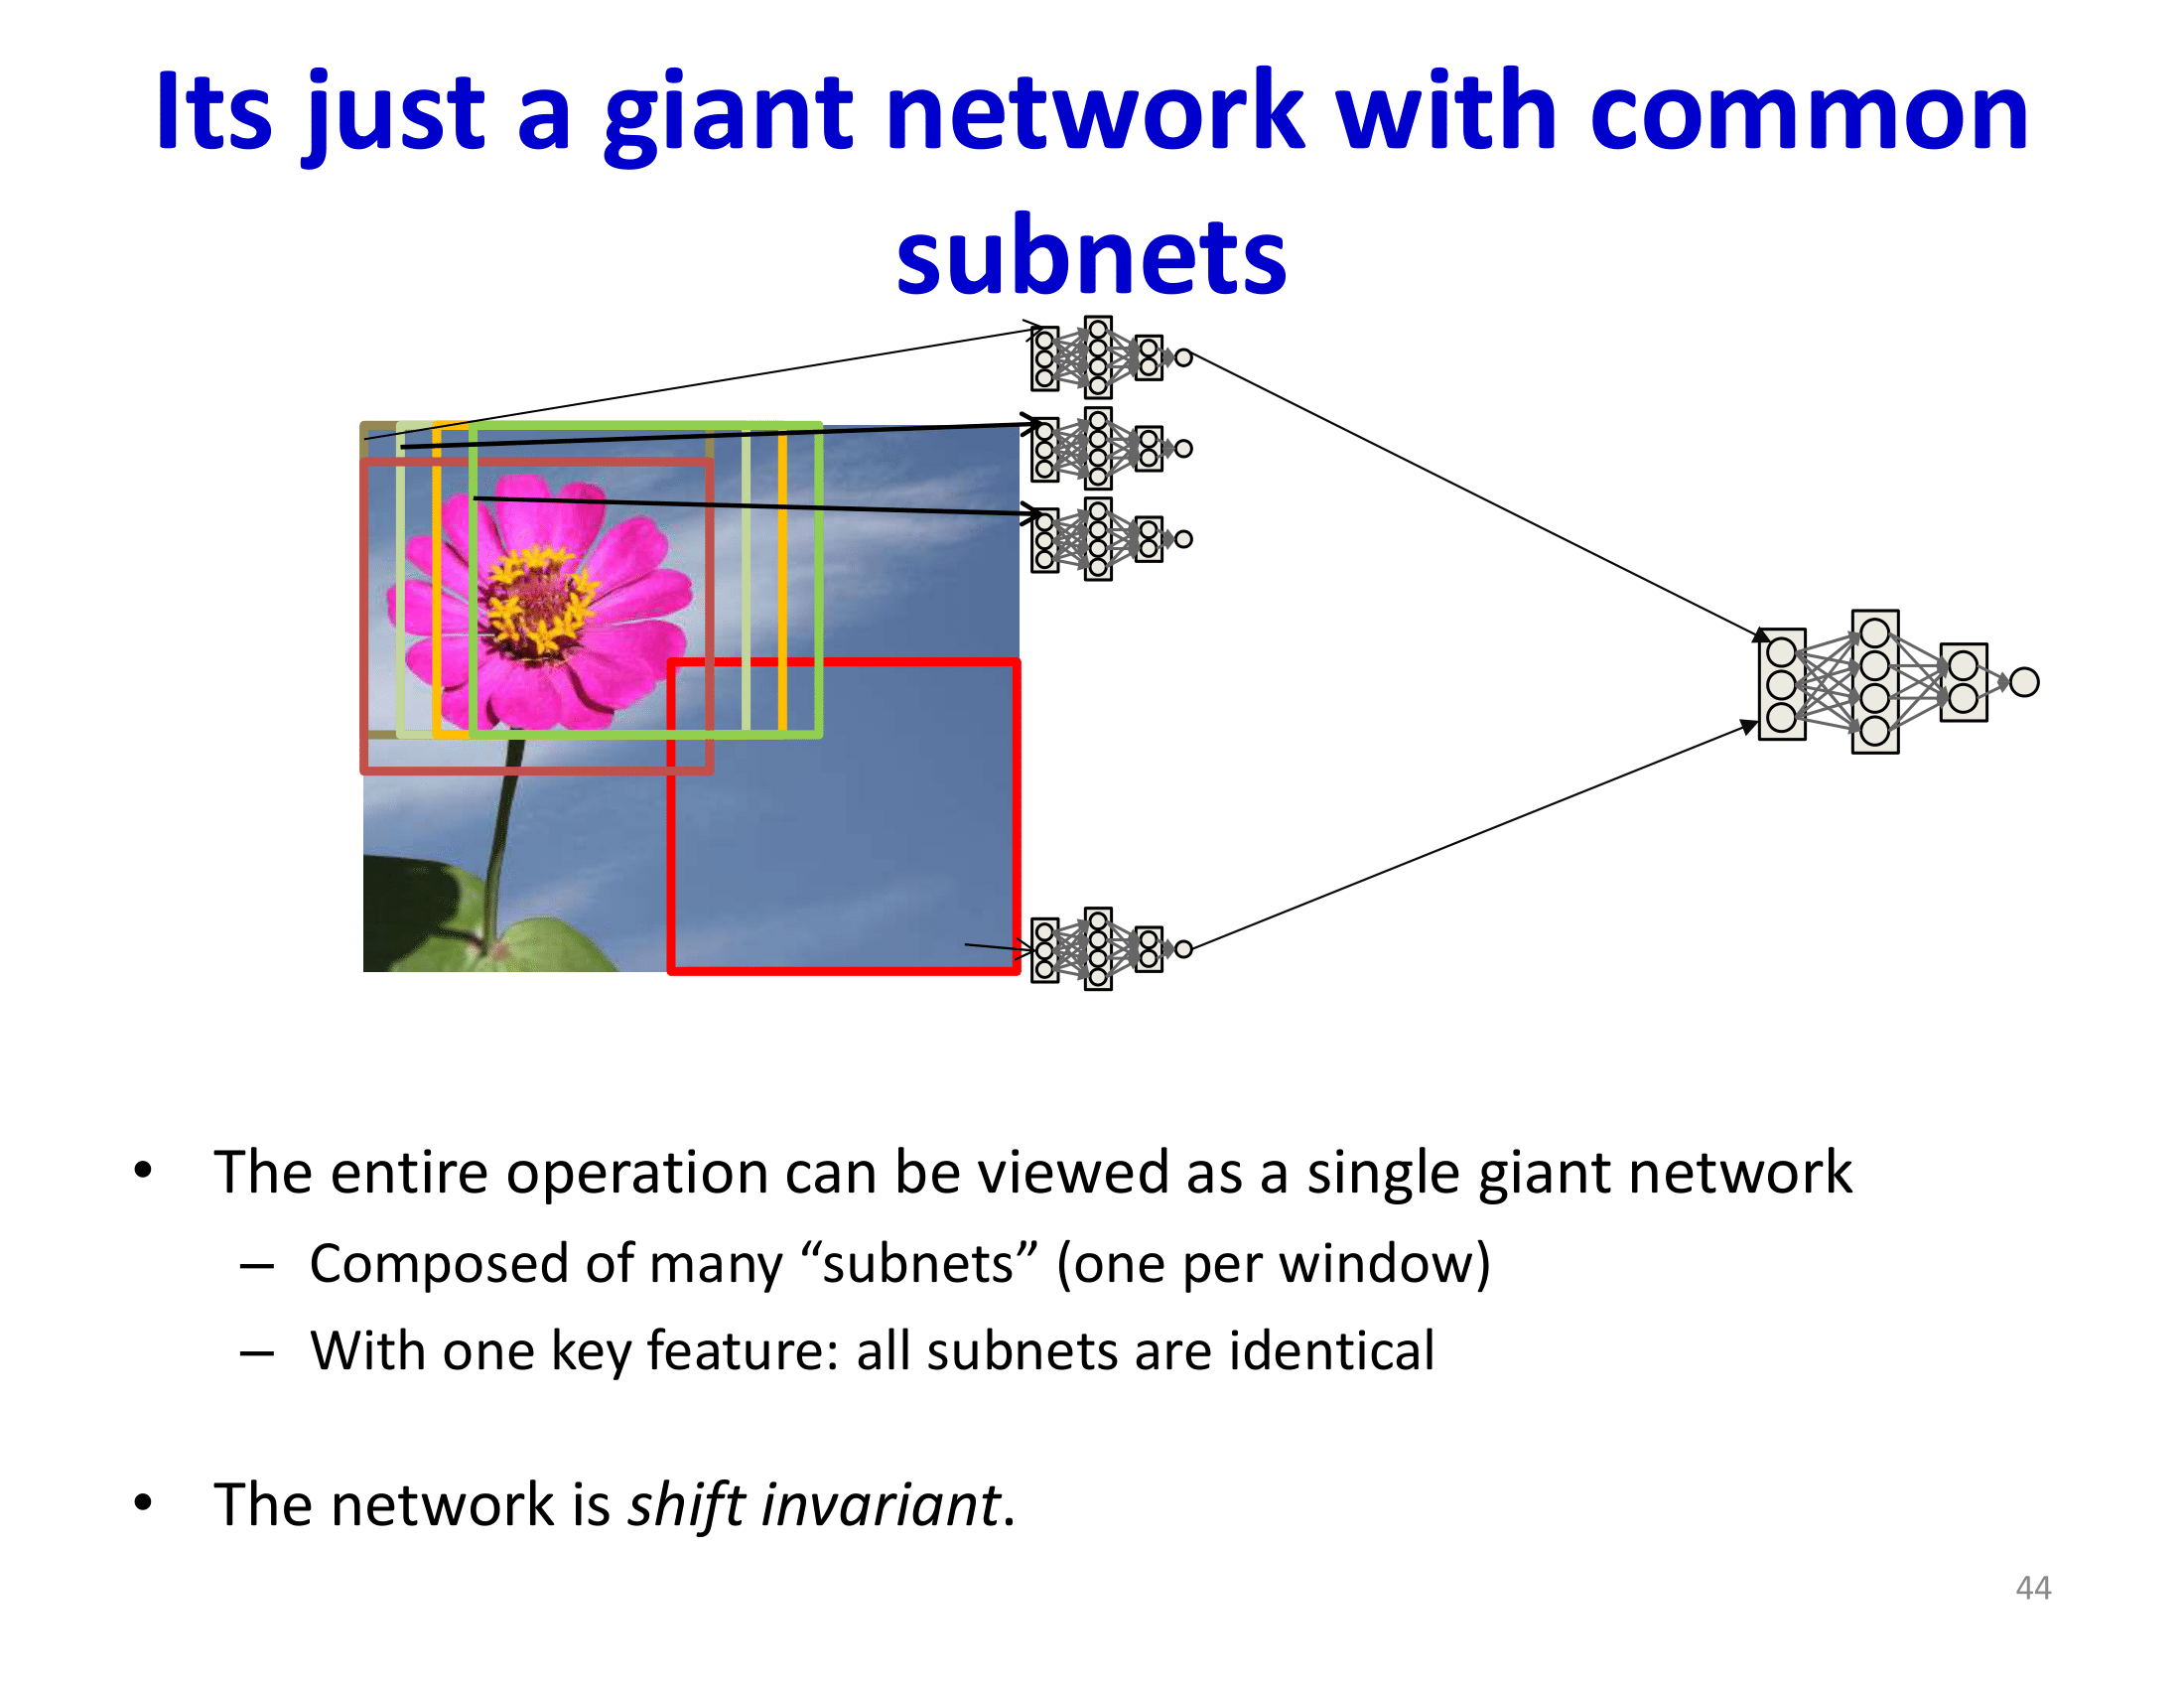 Its just a giant network with common
subnets
• The entire operation can be viewed as a single giant network
– Composed of many “subnets” (one per window)
– With one key feature: all subnets are identical
• The network is shift invariant.
44